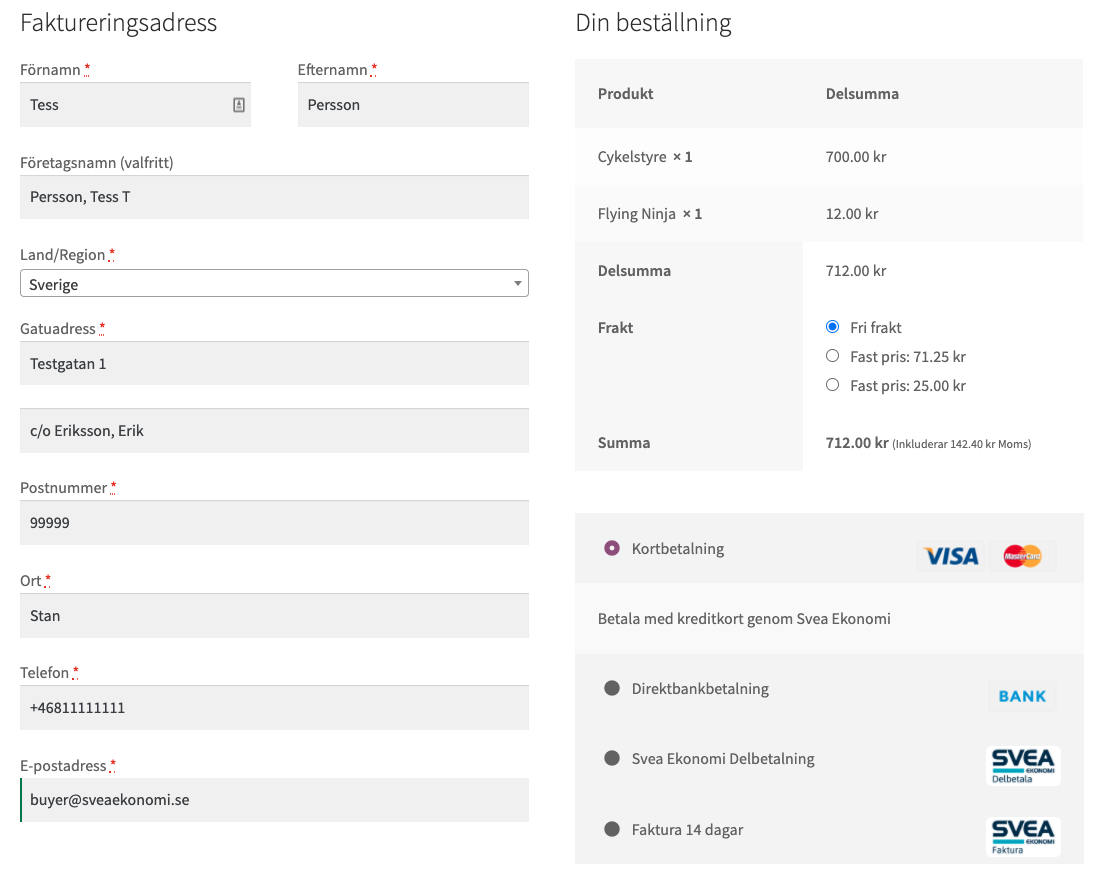 Faktureringsadress
Förnamn *
Efternamn *
Tess
Persson
Företagsnamn (valfritt)
Persson, Tess T
Land/Region *
Sverige
Gatuadress *
Testgatan 1
c/o Eriksson, Erik
Postnummer *
99999
Ort *
Stan
Telefon *
+46811111111
E-postadress *
buyer@sveaekonomi.se
Din beställning
Produkt Delsumma
Cykelstyre × 1 700.00 kr
Flying Ninja × 1 12.00 kr
Delsumma 712.00 kr
Frakt Fri frakt
Fast pris: 71.25 kr
Fast pris: 25.00 kr
Summa 712.00 kr (Inkluderar 142.40 kr Moms)
Kortbetalning VISA MasterCard
Betala med kreditkort genom Svea Ekonomi
Direktbankbetalning BANK
Svea Ekonomi Delbetalning SVEA
EKONOMI
Delbetala
Faktura 14 dagar SVEA
EKONOMI
Faktura